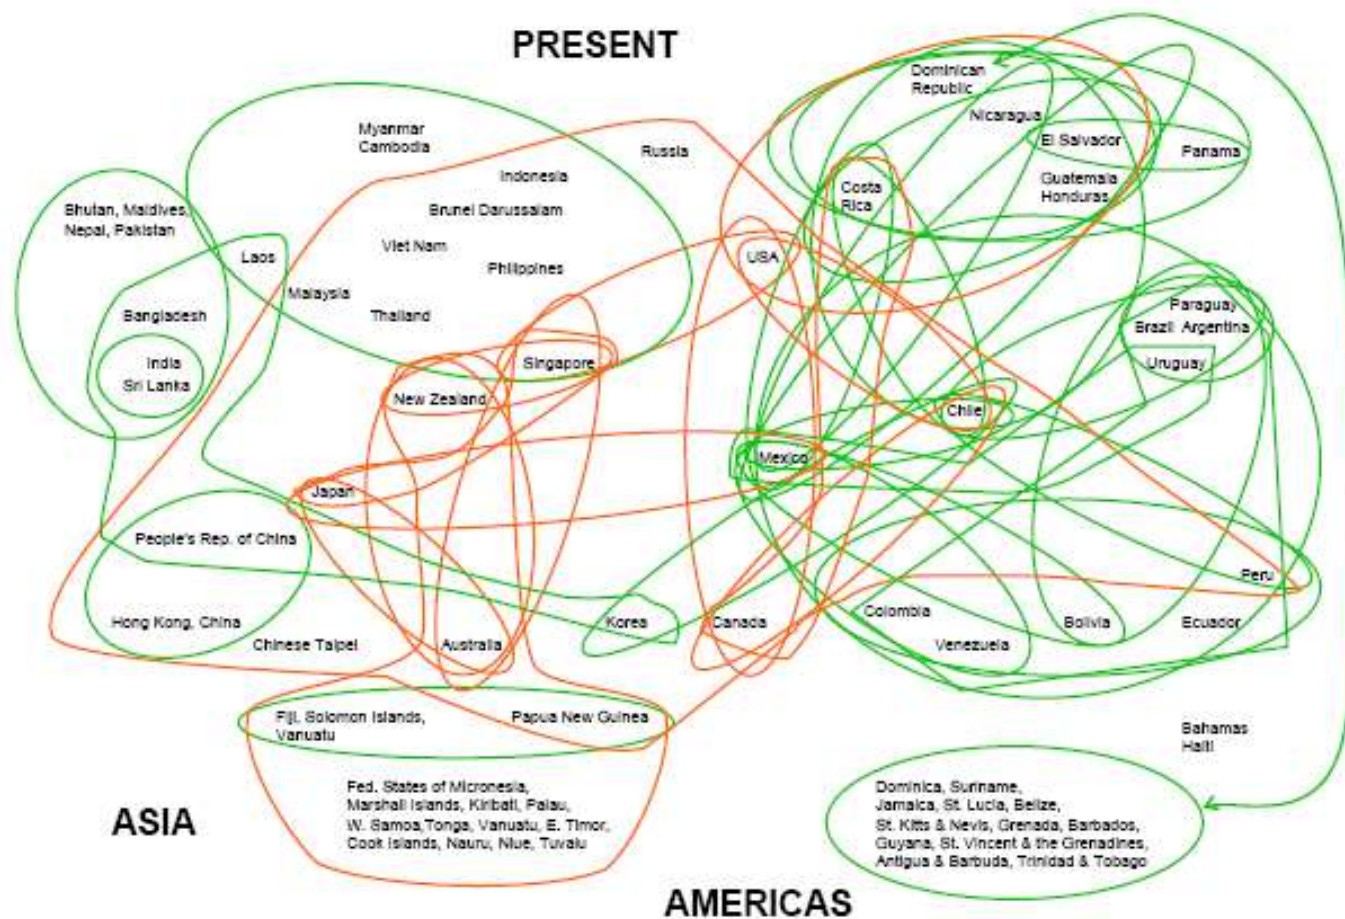 PRESENT
Dominican
Republic
Nicaragua
El Salvador
Panama
Guatemala
Honduras
Costa
Rica
Myanmar
Cambodia
Russia
Indonesia
Brunei Darussalam
Viet Nam
Philippines
Malaysia
Thailand
Bhutan, Maldives,
Nepal, Pakistan
Laos
Bangladesh
India
Sri Lanka
USA
Paraguay
Brazil Argentina
Uruguay
Singapore
New Zealand
Chile
Mexico
Japan
People's Rep. of China
Hong Kong, China
Chinese Taipei
Australia
Korea
Canada
Colombia
Venezuela
Bolivia
Ecuador
Peru
Fiji, Solomon Islands,
Vanuatu
Papua New Guinea
Bahamas
Haiti
Fed. States of Micronesia,
Marshall Islands, Kiribati, Palau,
W. Samoa,Tonga, Vanuatu, E. Timor,
Cook Islands, Nauru, Niue, Tuvalu
Dominica, Suriname,
Jamaica, St. Lucia, Belize,
St. Kitts & Nevis, Grenada, Barbados,
Guyana, St. Vincent & the Grenadines,
Antigua & Barbuda, Trinidad & Tobago
ASIA
AMERICAS